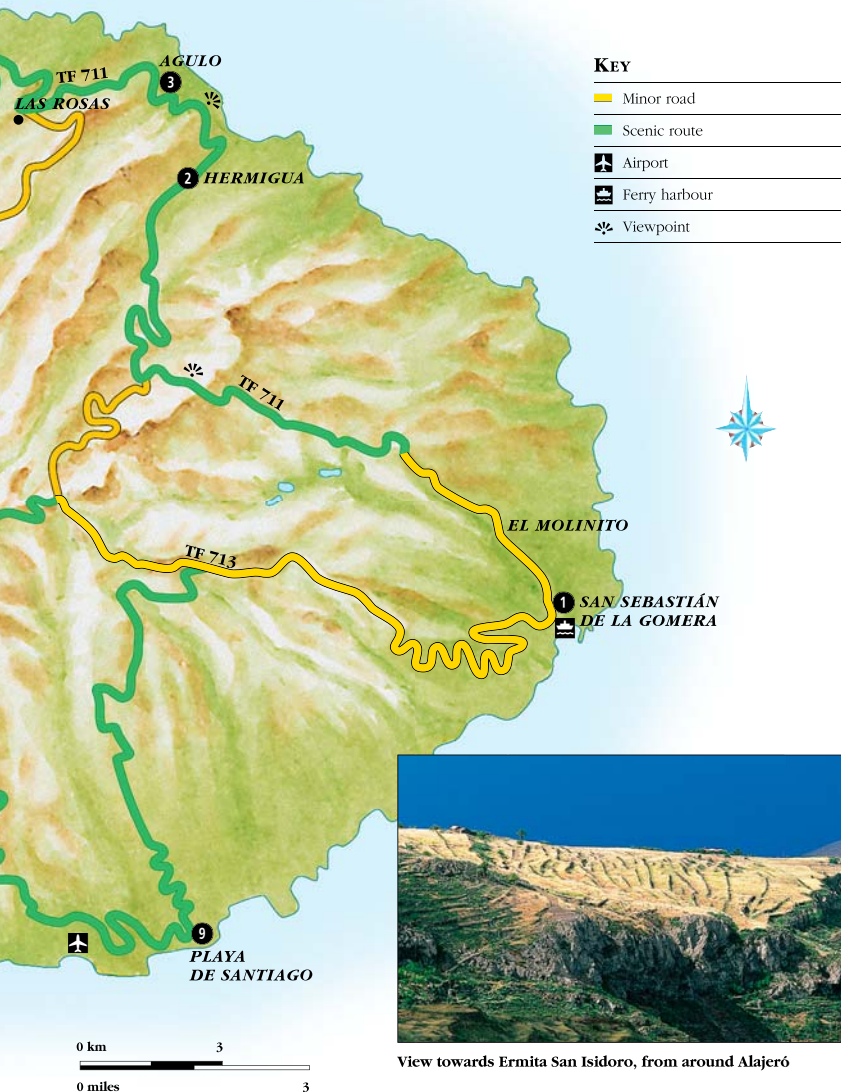 AGULO
3
TF 711
LAS ROSAS
2 HERMIGUA
TF 711
EL MOLINITO
TF 713
1 SAN SEBASTIÁN
DE LA GOMERA
9
PLAYA
DE SANTIAGO
0 km 3
0 miles 3
KEY
Minor road
Scenic route
Airport
Ferry harbour
Viewpoint
View towards Ermita San Isidoro, from around Alajeró